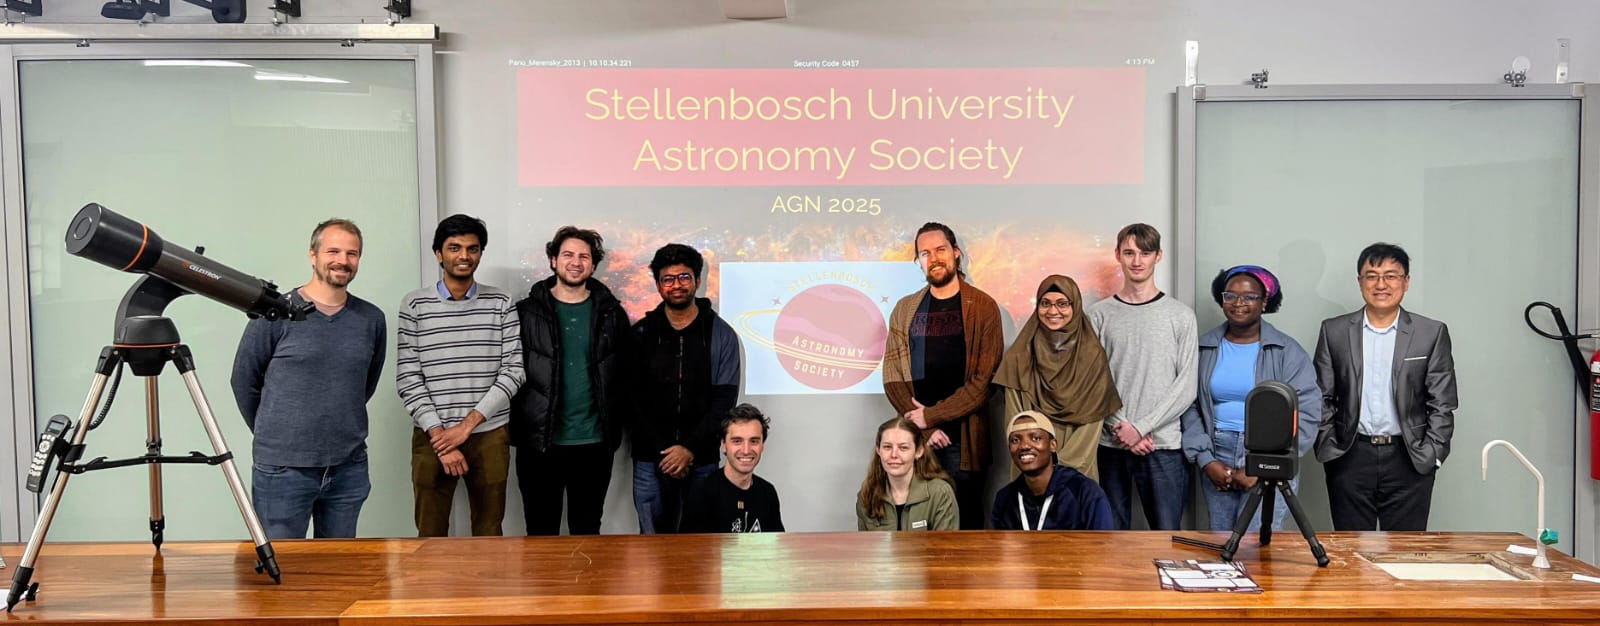 Pano_Merensky_2013 | 10.10.34.221
Security Code 0457
4:13 PM
Stellenbosch University
Astronomy Society
AGN 2025
STELLENBOSCH
ASTRONOMY
SOCIETY
CELESTRON
Seestar